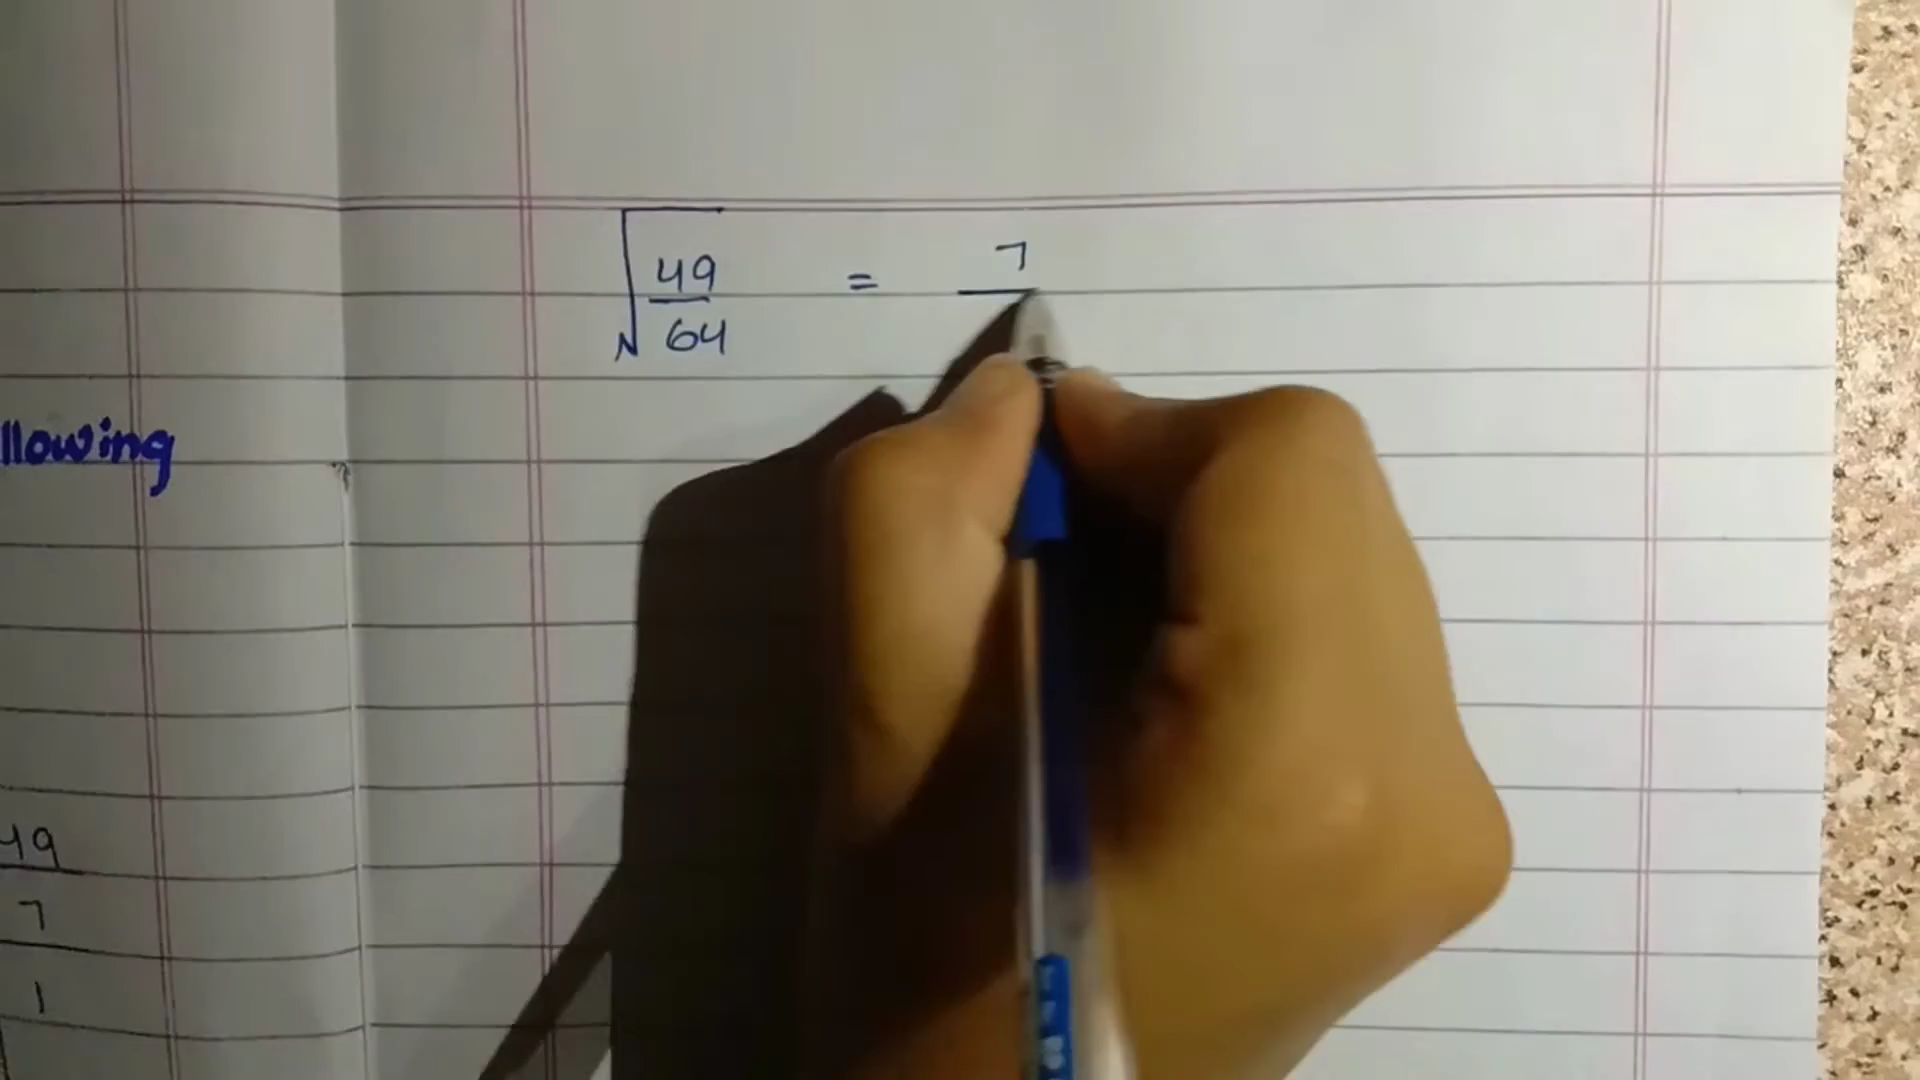 llowing
49
7
1
√49/64 = 7/